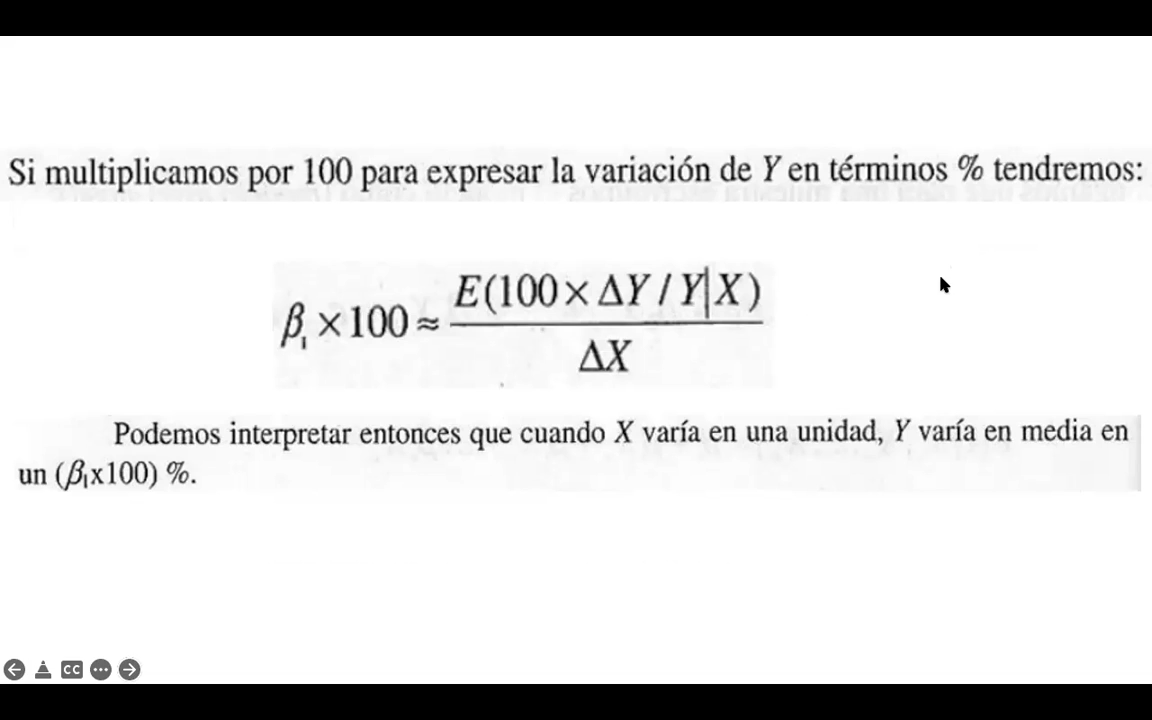 Si multiplicamos por 100 para expresar la variación de Y en términos % tendremos:
β₁ × 100 ≈ E(100 × ΔY / Y|X) / ΔX
Podemos interpretar entonces que cuando X varía en una unidad, Y varía en media en
un (β₁x100) %.
CC